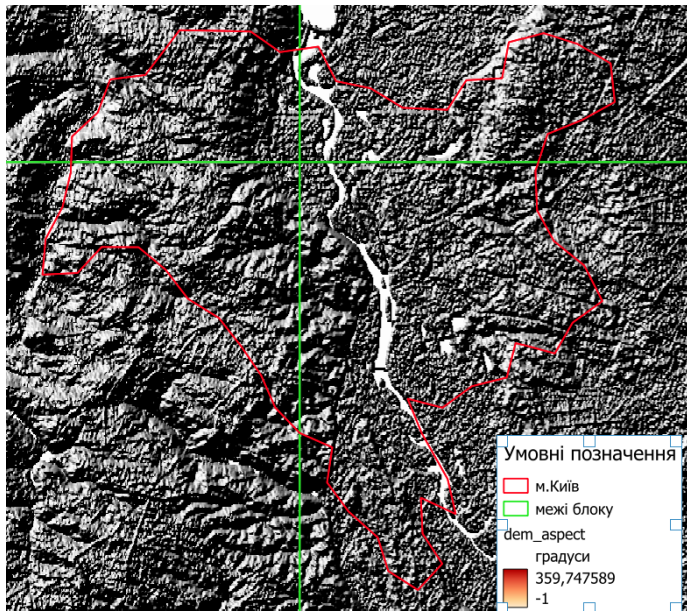 Умовні позначення
м.Київ
межі блоку
dem_aspect
градуси
359,747589
-1